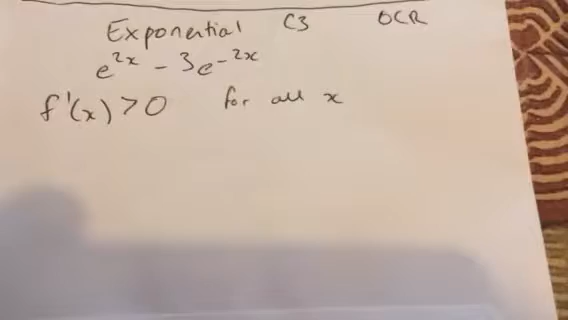 Exponential C3 OCR
e^{2x} - 3e^{-2x}
f'(x) > 0 for all x